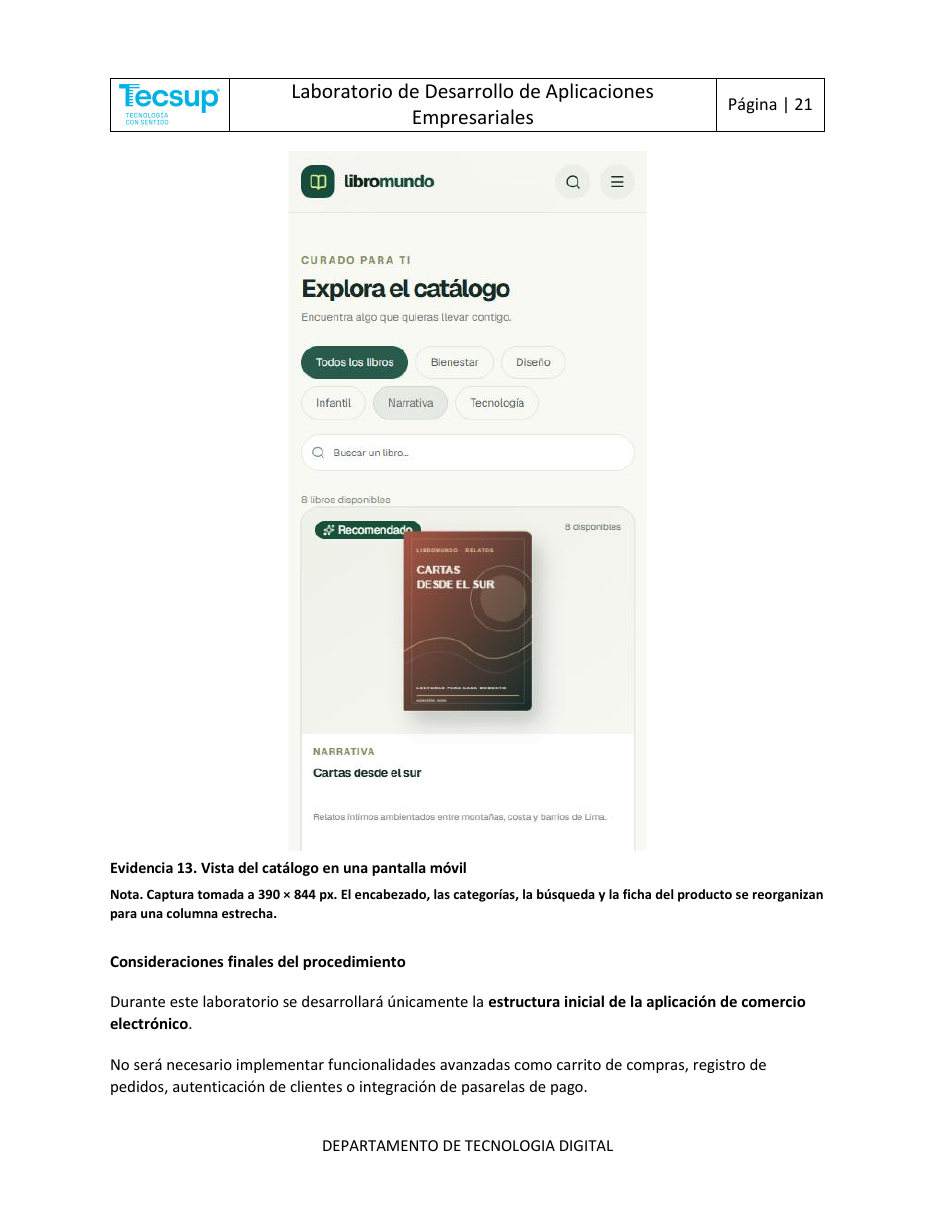 Tecsup
TECNOLOGÍA
CON SENTIDO
Laboratorio de Desarrollo de Aplicaciones
Empresariales
Página | 21
libromundo
CURADO PARA TI
Explora el catálogo
Encuentra algo que quieras llevar contigo.
Todos los libros
Bienestar
Diseño
Infantil
Narrativa
Tecnología
Buscar un libro...
8 libros disponibles
Recomendado
8 disponibles
LIBROMUNDO RELATOS
CARTAS
DESDE EL SUR
NARRATIVA
Cartas desde el sur
Relatos íntimos ambientados entre montañas, costa y barrios de Lima.
Evidencia 13. Vista del catálogo en una pantalla móvil
Nota. Captura tomada a 390 × 844 px. El encabezado, las categorías, la búsqueda y la ficha del producto se reorganizan
para una columna estrecha.
Consideraciones finales del procedimiento
Durante este laboratorio se desarrollará únicamente la estructura inicial de la aplicación de comercio
electrónico.
No será necesario implementar funcionalidades avanzadas como carrito de compras, registro de
pedidos, autenticación de clientes o integración de pasarelas de pago.
DEPARTAMENTO DE TECNOLOGIA DIGITAL